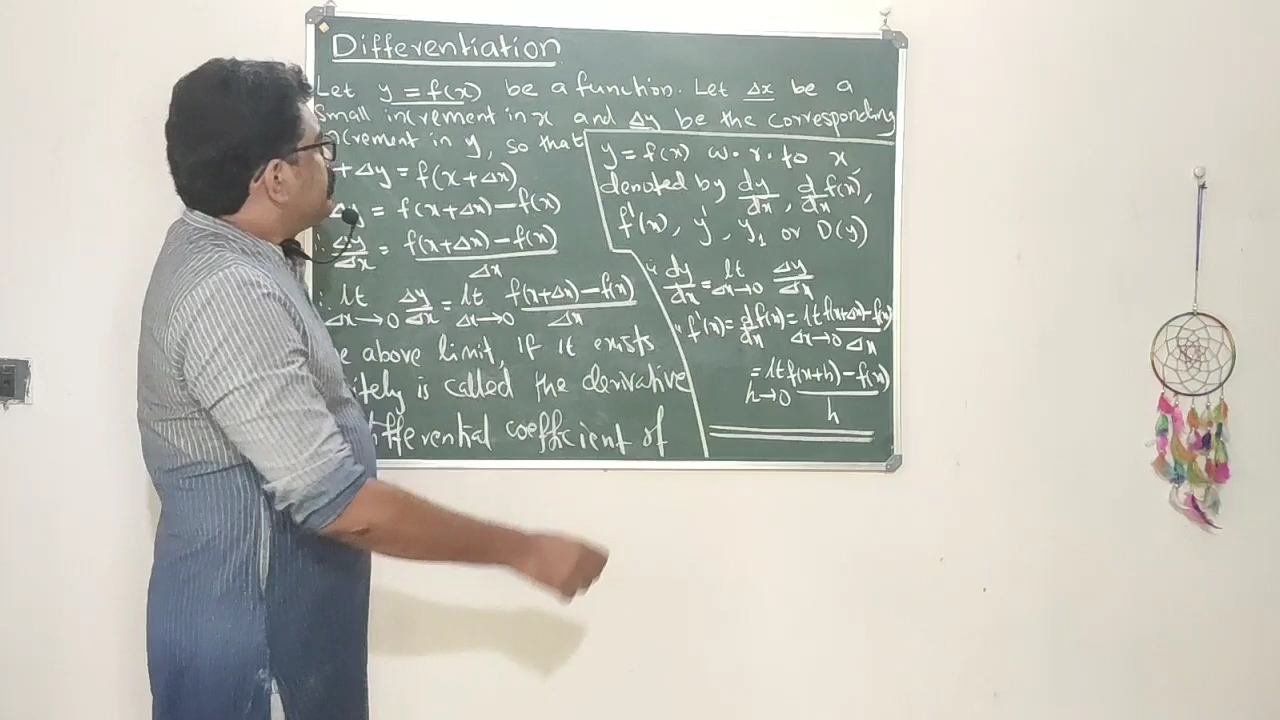 Differentiation
Let y = f(x) be a function. Let Δx be a
small increment in x and Δy be the corresponding
increment in y, so that
+ Δy = f(x+Δx)
Δy = f(x+Δx) – f(x)
∴ Δy/Δx = f(x+Δx) – f(x) / Δx
∴ lt Δx→0 Δy/Δx = lt Δx→0 f(x+Δx) – f(x) / Δx
above limit, If it exists
is called the derivative
differential coefficient of
y = f(x) w.r.to x,
denoted by dy/dx, d/dx f(x),
f'(x), y', y₁ or D(y)
dy/dx = lt Δx→0 Δy/Δx
f'(x) = d/dx f(x) = lt Δx→0 f(x+Δx) – f(x) / Δx
= lt h→0 f(x+h) – f(x) / h